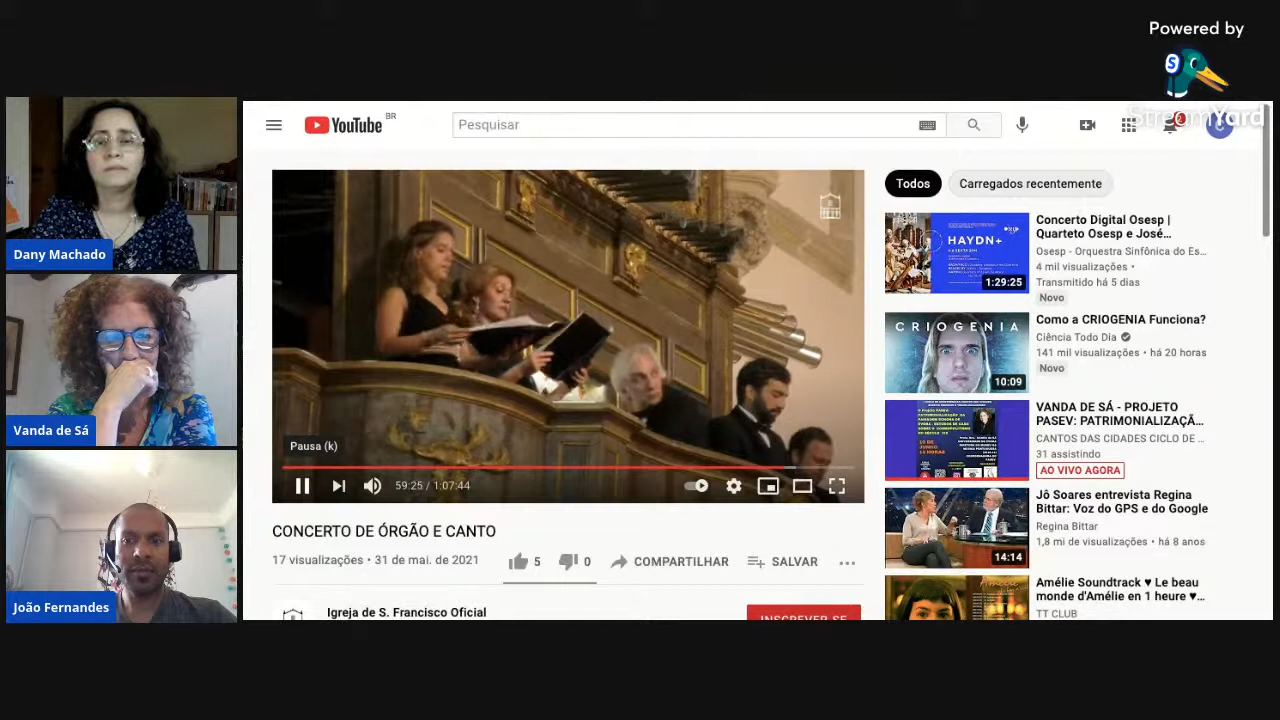 Powered by
S
StreamYard
Dany Machado
Vanda de Sá
João Fernandes
YouTube BR
Pesquisar
Pausa (k)
59:25 / 1:07:44
CONCERTO DE ÓRGÃO E CANTO
17 visualizações • 31 de mai. de 2021
5
0
COMPARTILHAR
SALVAR
Igreja de S. Francisco Oficial
INSCREVER-SE
Todos
Carregados recentemente
HAYDN+
1:29:25
Concerto Digital Osesp |
Quarteto Osesp e José...
Osesp - Orquestra Sinfônica do Es...
4 mil visualizações •
Transmitido há 5 dias
Novo
CRIOGENIA
10:09
Como a CRIOGENIA Funciona?
Ciência Todo Dia
141 mil visualizações • há 20 horas
Novo
VANDA DE SÁ - PROJETO
PASEV: PATRIMONIALIZAÇÃ...
CANTOS DAS CIDADES CICLO DE ...
31 assistindo
AO VIVO AGORA
14:14
Jô Soares entrevista Regina
Bittar: Voz do GPS e do Google
Regina Bittar
1,8 mi de visualizações • há 8 anos
Amélie Soundtrack ♥ Le beau
monde d'Amélie en 1 heure ♥...
TT CLUB